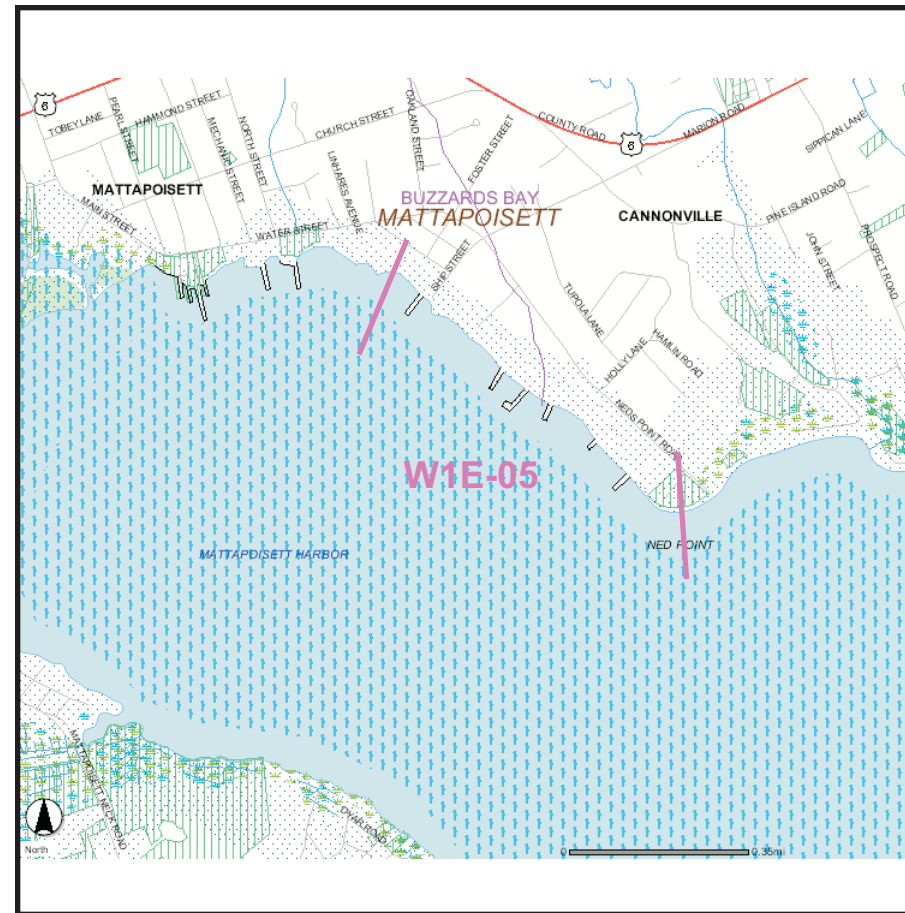 6
TOBEY LANE
PEARL STREET
HAMMOND STREET
MECHANIC STREET
NORTH STREET
CHURCH STREET
LINHARES AVENUE
OAKLAND STREET
FOSTER STREET
COUNTY ROAD
6
MARION ROAD
SIPPICAN LANE
MATTAPOISETT
MAIN STREET
WATER STREET
BUZZARDS BAY
MATTAPOISETT
CANNONVILLE
PINE ISLAND ROAD
JOHN STREET
PROSPECT ROAD
SHIP STREET
TUPOLA LANE
HOLLY LANE
HAMLIN ROAD
NEDS POINT ROAD
W1E-05
MATTAPOISETT HARBOR
NED POINT
MATTAPOISETT NECK ROAD
DYAR ROAD
North
0 0.35mi